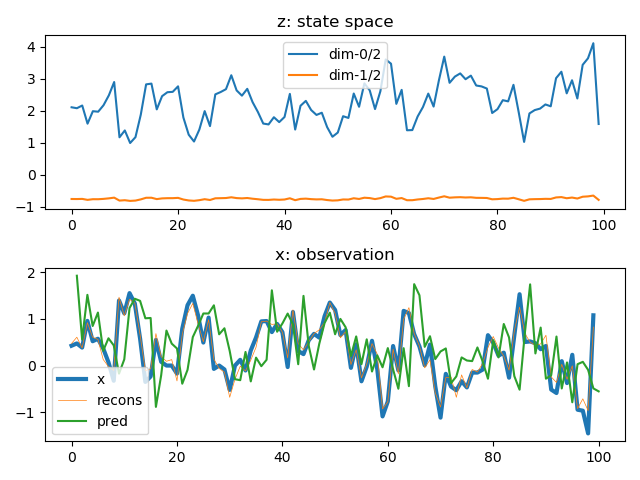 z: state space
4
3
2
1
0
−1
dim-0/2
dim-1/2
0 20 40 60 80 100
x: observation
2
1
0
−1
x
recons
pred
0 20 40 60 80 100